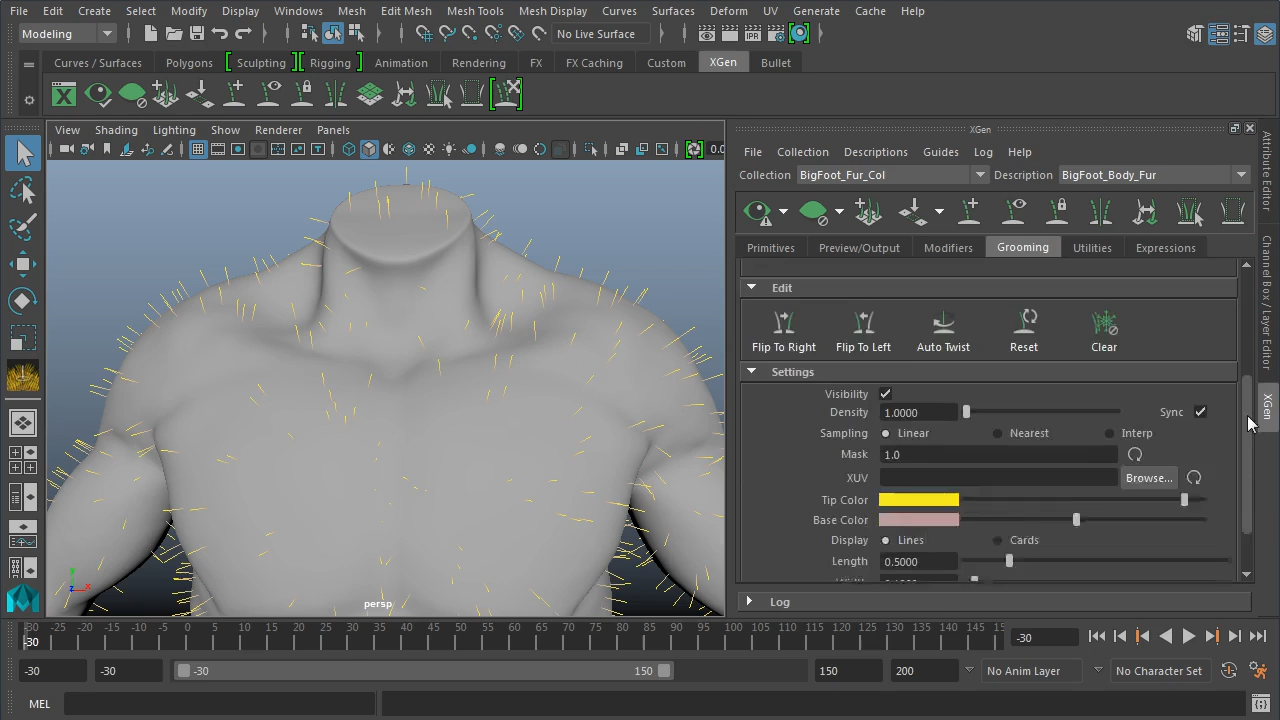 File Edit Create Select Modify Display Windows Mesh Edit Mesh Mesh Tools Mesh Display Curves Surfaces Deform UV Generate Cache Help
Modeling No Live Surface
Curves / Surfaces Polygons Sculpting Rigging Animation Rendering FX FX Caching Custom XGen Bullet
View Shading Lighting Show Renderer Panels
0.0
persp
XGen
File Collection Descriptions Guides Log Help
Collection BigFoot_Fur_Col Description BigFoot_Body_Fur
Primitives Preview/Output Modifiers Grooming Utilities Expressions
Edit
Flip To Right Flip To Left Auto Twist Reset Clear
Settings
Visibility
Density 1.0000 Sync
Sampling Linear Nearest Interp
Mask 1.0
XUV Browse...
Tip Color
Base Color
Display Lines Cards
Length 0.5000
Log
Attribute Editor
Channel Box / Layer Editor
XGen
-30 -25 -20 -15 -10 -5 0 5 10 15 20 25 30 35 40 45 50 55 60 65 70 75 80 85 90 95 100 105 110 115 120 125 130 135 140 145 15
-30 -30
-30 -30 -30 150 150 200 No Anim Layer No Character Set
MEL